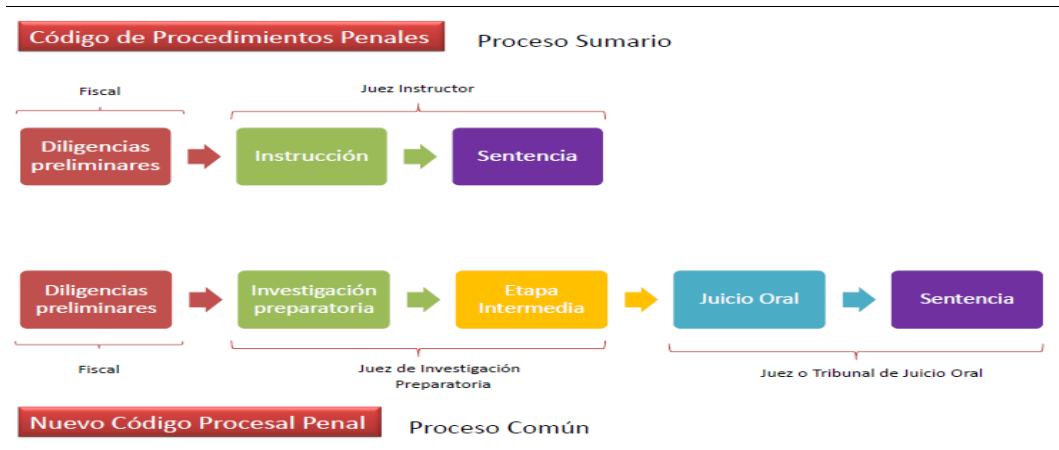 Código de Procedimientos Penales
Proceso Sumario
Fiscal
Juez Instructor
Diligencias
preliminares
Instrucción
Sentencia
Diligencias
preliminares
Investigación
preparatoria
Etapa
Intermedia
Juicio Oral
Sentencia
Fiscal
Juez de Investigación
Preparatoria
Juez o Tribunal de Juicio Oral
Nuevo Código Procesal Penal
Proceso Común